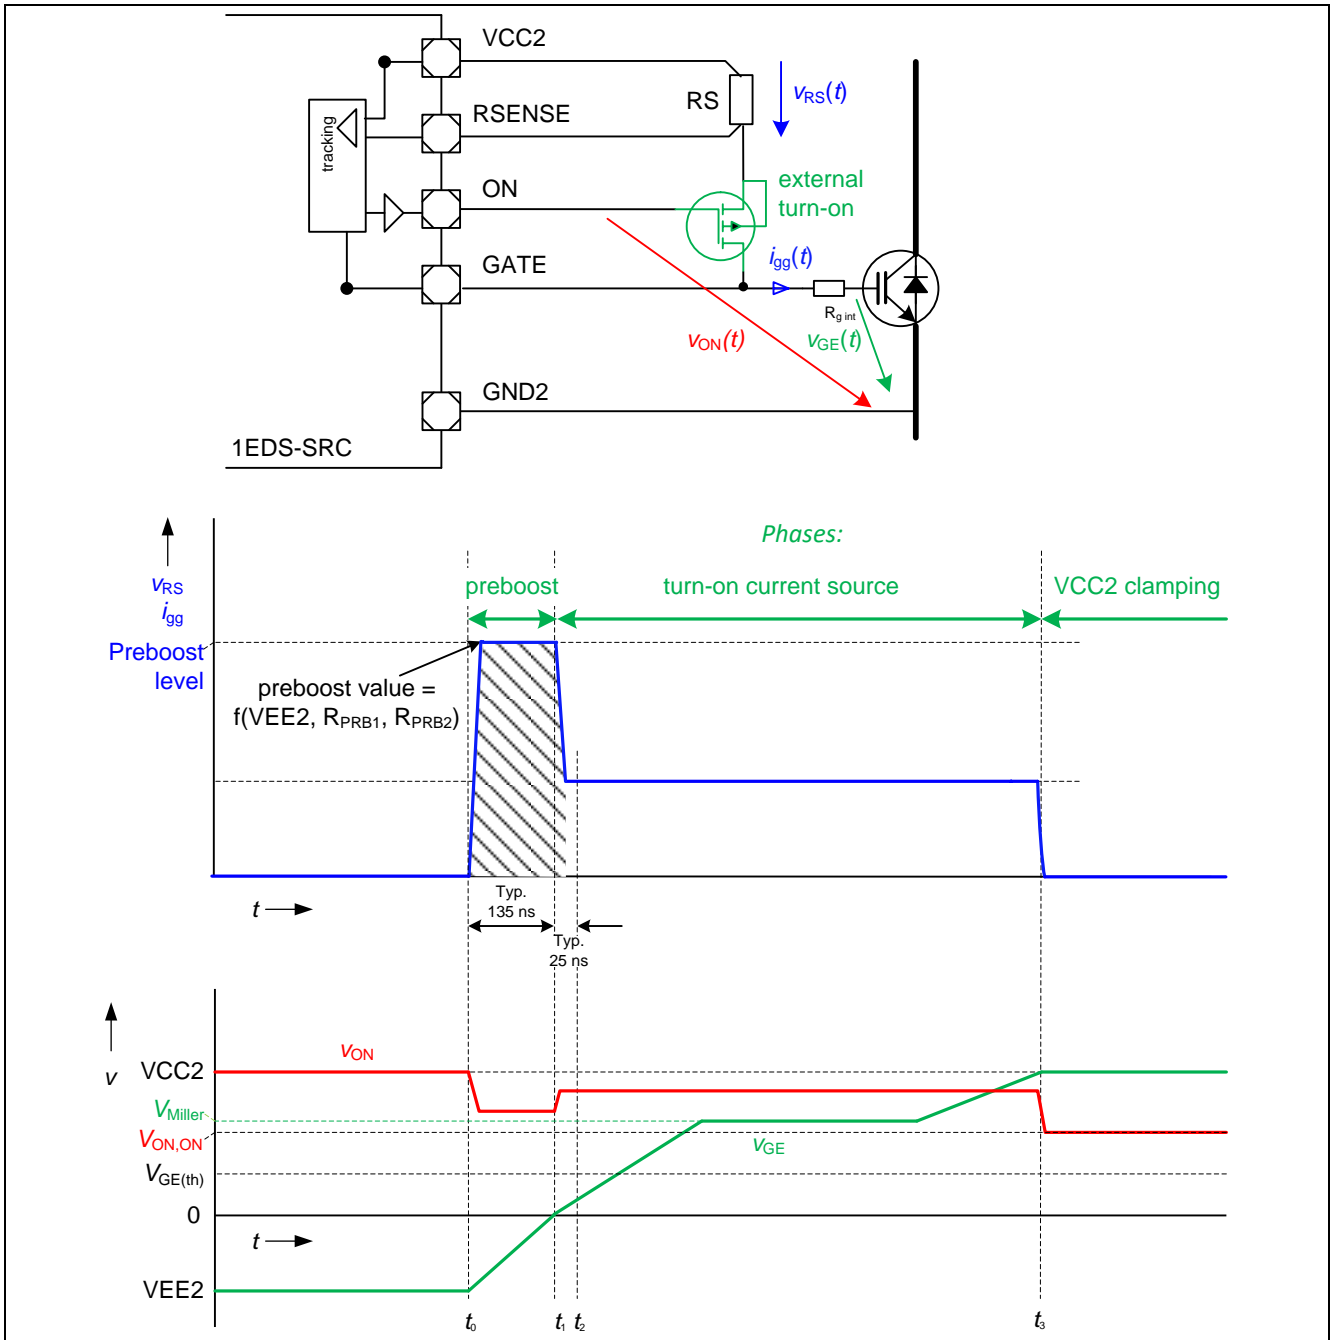 VCC2
RS
vRS(t)
RSENSE
tracking
external
turn-on
ON
GATE
igg(t)
Rg int
vON(t)
vGE(t)
GND2
1EDS-SRC
Phases:
vRS
igg
preboost
turn-on current source
VCC2 clamping
Preboost
level
preboost value =
f(VEE2, RPRB1, RPRB2)
Typ.
135 ns
t
Typ.
25 ns
vON
VCC2
v
VMiller
VON,ON
vGE
VGE(th)
0
t
VEE2
t0 t1 t2 t3